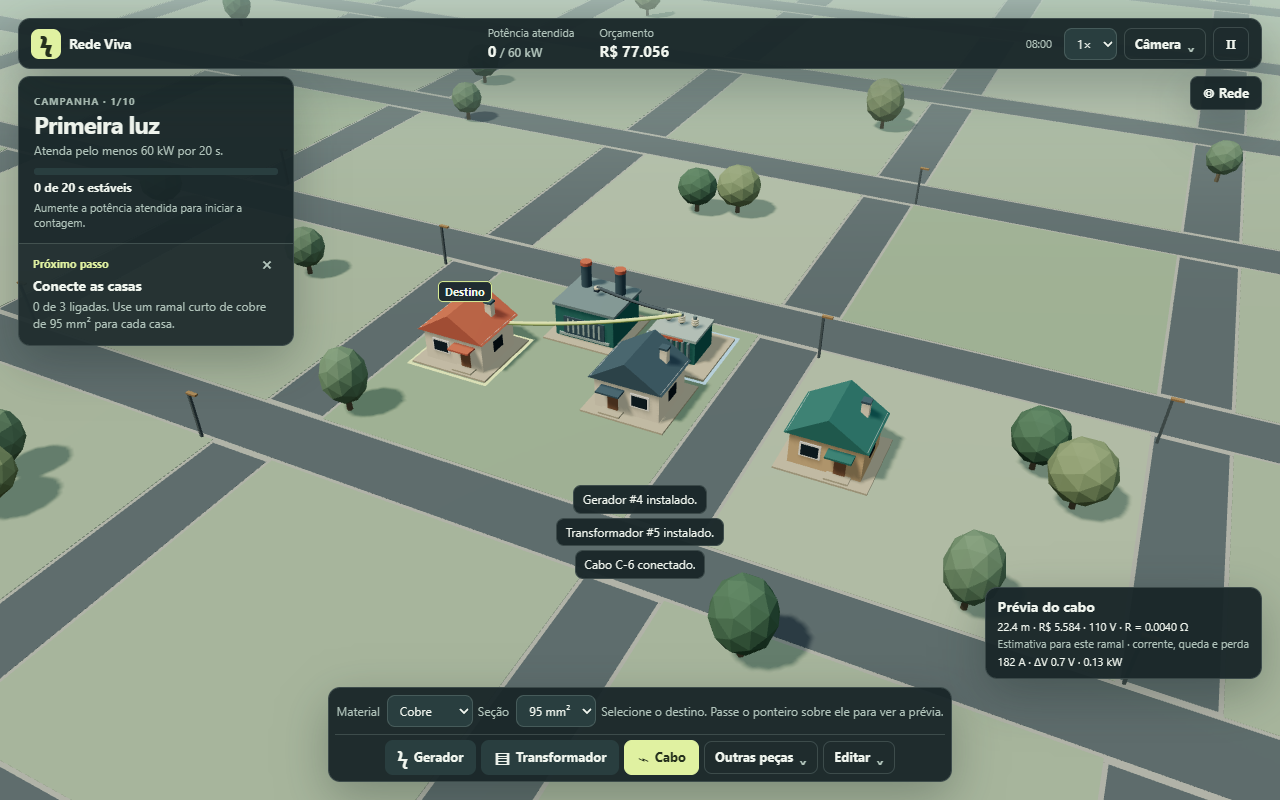 Rede Viva
Potência atendida
0 / 60 kW
Orçamento
R$ 77.056
08:00
1×
Câmera
Rede
CAMPANHA · 1/10
Primeira luz
Atenda pelo menos 60 kW por 20 s.
0 de 20 s estáveis
Aumente a potência atendida para iniciar a
contagem.
Próximo passo
×
Conecte as casas
0 de 3 ligadas. Use um ramal curto de cobre
de 95 mm² para cada casa.
Destino
Gerador #4 instalado.
Transformador #5 instalado.
Cabo C-6 conectado.
Prévia do cabo
22.4 m · R$ 5.584 · 110 V · R = 0.0040 Ω
Estimativa para este ramal · corrente, queda e perda
182 A · ΔV 0.7 V · 0.13 kW
Material
Cobre
Seção
95 mm²
Selecione o destino. Passe o ponteiro sobre ele para ver a prévia.
Gerador
Transformador
Cabo
Outras peças
Editar